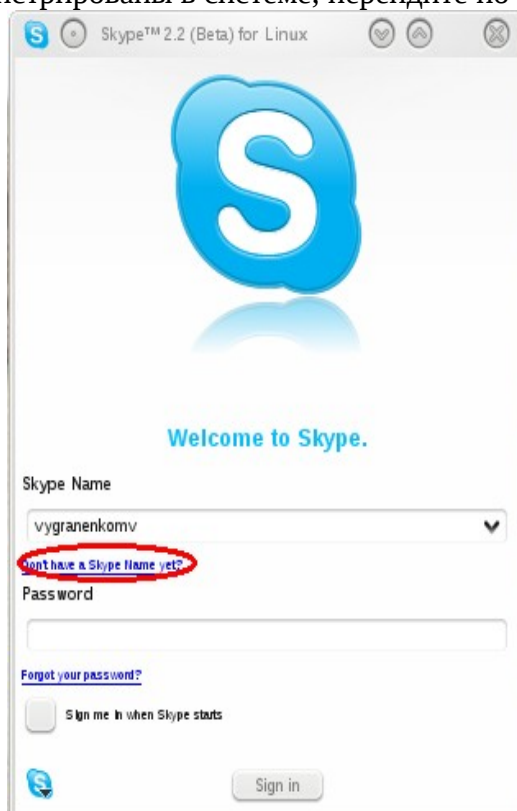 Skype™ 2.2 (Beta) for Linux
Welcome to Skype.
Skype Name
vygranenkomv
Don't have a Skype Name yet?
Password
Forgot your password?
Sign me in when Skype starts
Sign in